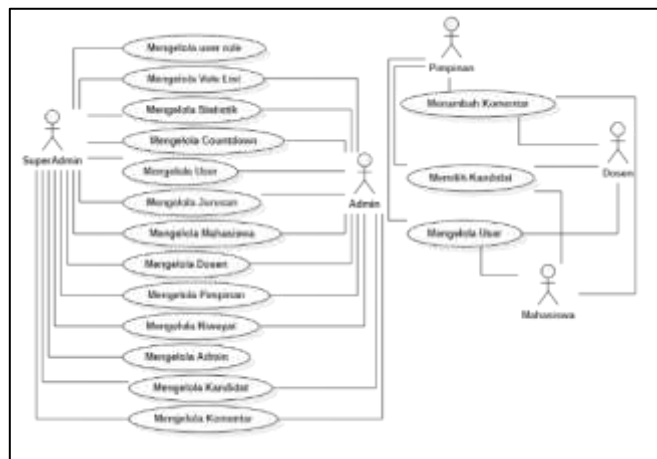 Mengelola user role
Mengelola Vote List
Mengelola Statistik
Mengelola Countdown
Mengelola User
Mengelola Jurusan
Mengelola Mahasiswa
Mengelola Dosen
Mengelola Pimpinan
Mengelola Riwayat
Mengelola Admin
Mengelola Kandidat
Mengelola Komentar
SuperAdmin
Admin
Pimpinan
Menambah Komentar
Memilih Kandidat
Mengelola User
Dosen
Mahasiswa